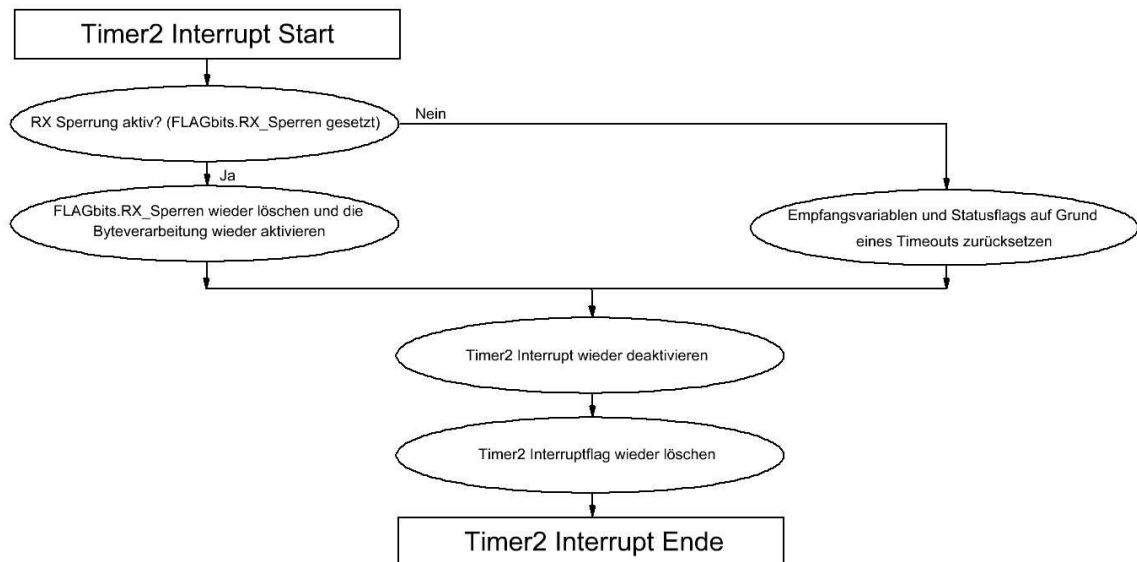 Timer2 Interrupt Start
RX Sperrung aktiv? (FLAGbits.RX_Sperren gesetzt)
Nein
Ja
FLAGbits.RX_Sperren wieder löschen und die
Byteverarbeitung wieder aktivieren
Empfangsvariablen und Statusflags auf Grund
eines Timeouts zurücksetzen
Timer2 Interrupt wieder deaktivieren
Timer2 Interruptflag wieder löschen
Timer2 Interrupt Ende